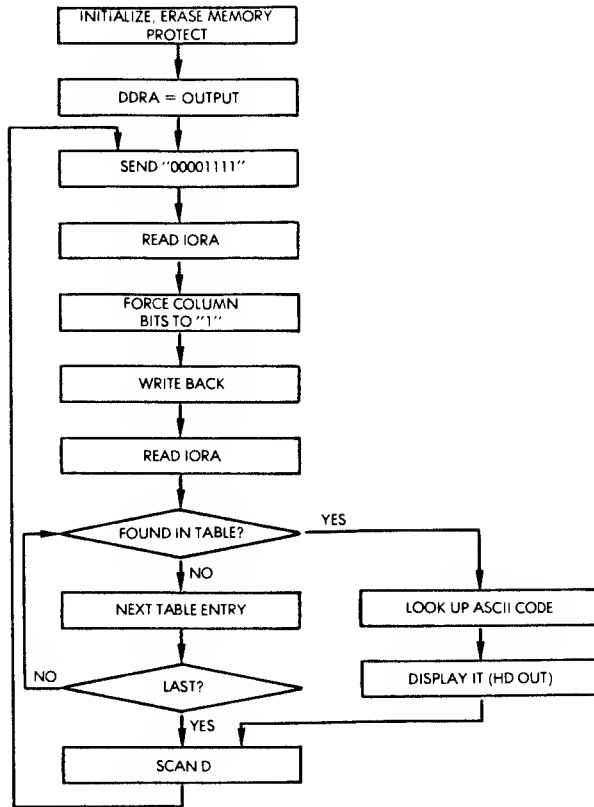 INITIALIZE, ERASE MEMORY
PROTECT
DDRA = OUTPUT
SEND "00001111"
READ IORA
FORCE COLUMN
BITS TO "1"
WRITE BACK
READ IORA
FOUND IN TABLE?
YES
NO
NEXT TABLE ENTRY
LOOK UP ASCII CODE
NO
LAST?
DISPLAY IT (HD OUT)
YES
SCAN D